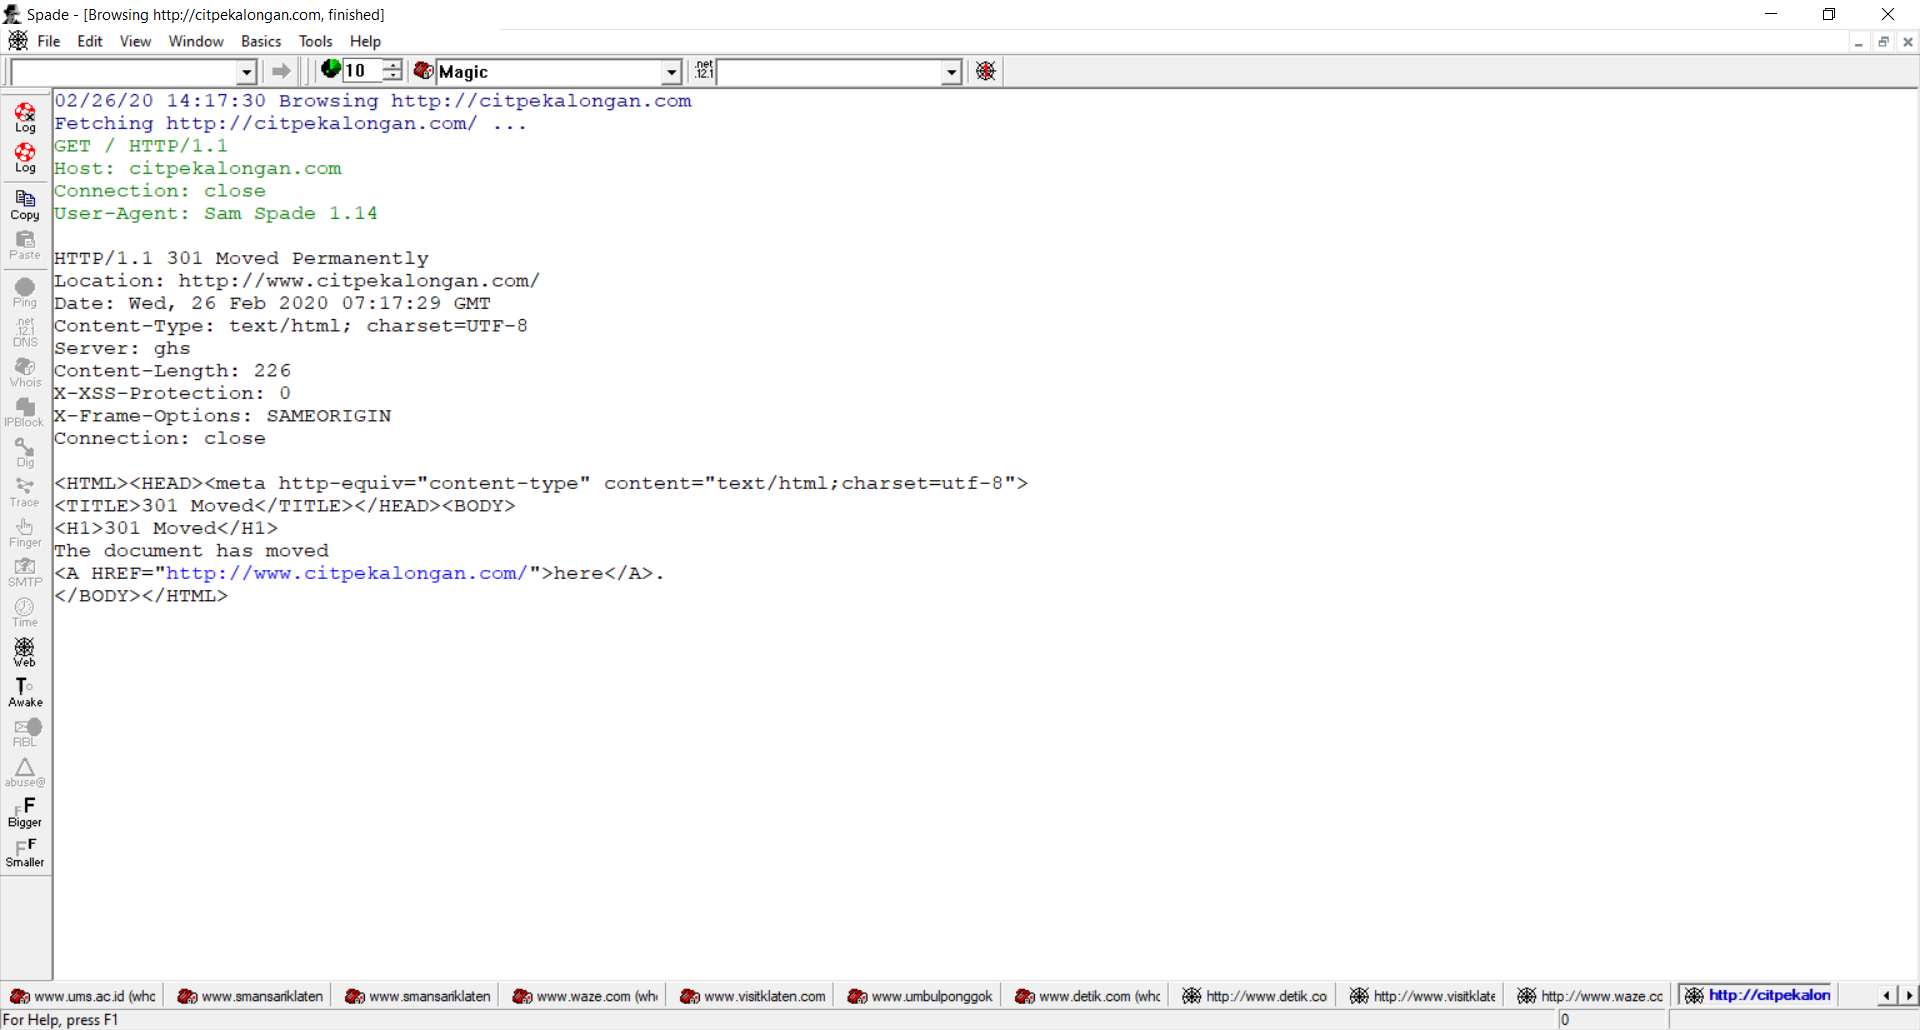 Spade - [Browsing http://citpekalongan.com, finished]
File Edit View Window Basics Tools Help
10 Magic .net .12.1
Log
Log
Copy
Paste
Ping
.net .12.1 DNS
Whois
IPBlock
Dig
Trace
Finger
SMTP
Time
Web
Awake
RBL
abuse@
Bigger
Smaller
02/26/20 14:17:30 Browsing http://citpekalongan.com
Fetching http://citpekalongan.com/ ...
GET / HTTP/1.1
Host: citpekalongan.com
Connection: close
User-Agent: Sam Spade 1.14
HTTP/1.1 301 Moved Permanently
Location: http://www.citpekalongan.com/
Date: Wed, 26 Feb 2020 07:17:29 GMT
Content-Type: text/html; charset=UTF-8
Server: ghs
Content-Length: 226
X-XSS-Protection: 0
X-Frame-Options: SAMEORIGIN
Connection: close
<HTML><HEAD><meta http-equiv="content-type" content="text/html;charset=utf-8">
<TITLE>301 Moved</TITLE></HEAD><BODY>
<H1>301 Moved</H1>
The document has moved
<A HREF="http://www.citpekalongan.com/">here</A>.
</BODY></HTML>
www.ums.ac.id (whc www.smansariklaten www.smansariklaten www.waze.com (wh www.visitklaten.com www.umbulponggok www.detik.com (whc http://www.detik.co http://www.visitklate http://www.waze.cc http://citpekalon
For Help, press F1 0